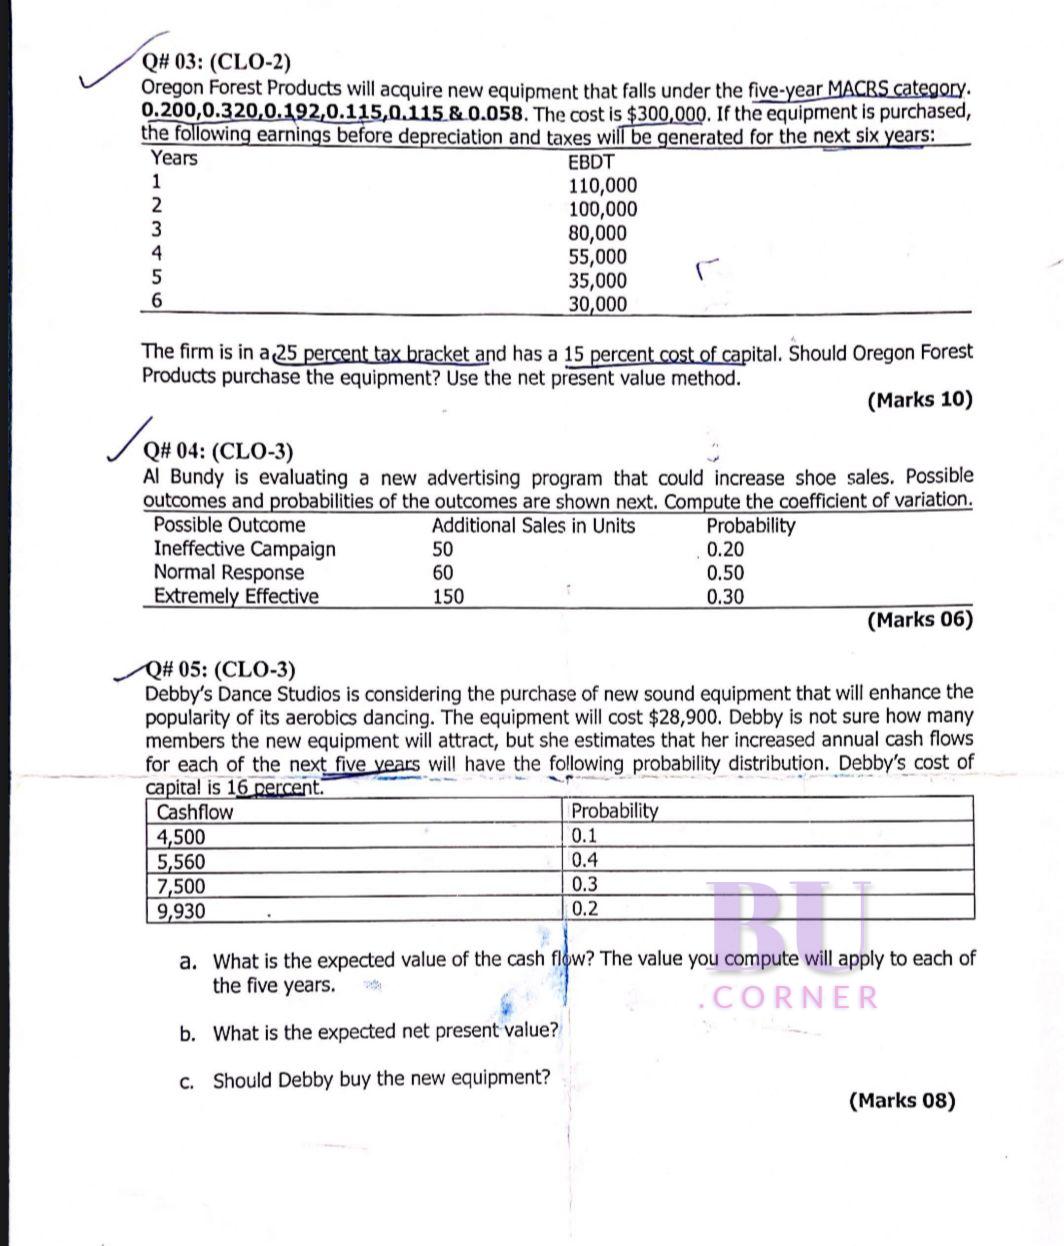 Q# 03: (CLO-2)
Oregon Forest Products will acquire new equipment that falls under the five-year MACRS category.
0.200,0.320,0.192,0.115,0.115 & 0.058. The cost is $300,000. If the equipment is purchased,
the following earnings before depreciation and taxes will be generated for the next six years:
Years EBDT
1 110,000
2 100,000
3 80,000
4 55,000
5 35,000
6 30,000
The firm is in a 25 percent tax bracket and has a 15 percent cost of capital. Should Oregon Forest
Products purchase the equipment? Use the net present value method.
(Marks 10)
Q# 04: (CLO-3)
Al Bundy is evaluating a new advertising program that could increase shoe sales. Possible
outcomes and probabilities of the outcomes are shown next. Compute the coefficient of variation.
Possible Outcome Additional Sales in Units Probability
Ineffective Campaign 50 0.20
Normal Response 60 0.50
Extremely Effective 150 0.30
(Marks 06)
Q# 05: (CLO-3)
Debby's Dance Studios is considering the purchase of new sound equipment that will enhance the
popularity of its aerobics dancing. The equipment will cost $28,900. Debby is not sure how many
members the new equipment will attract, but she estimates that her increased annual cash flows
for each of the next five years will have the following probability distribution. Debby's cost of
capital is 16 percent.
Cashflow Probability
4,500 0.1
5,560 0.4
7,500 0.3
9,930 0.2
BU
.CORNER
a. What is the expected value of the cash flow? The value you compute will apply to each of
the five years.
b. What is the expected net present value?
c. Should Debby buy the new equipment?
(Marks 08)